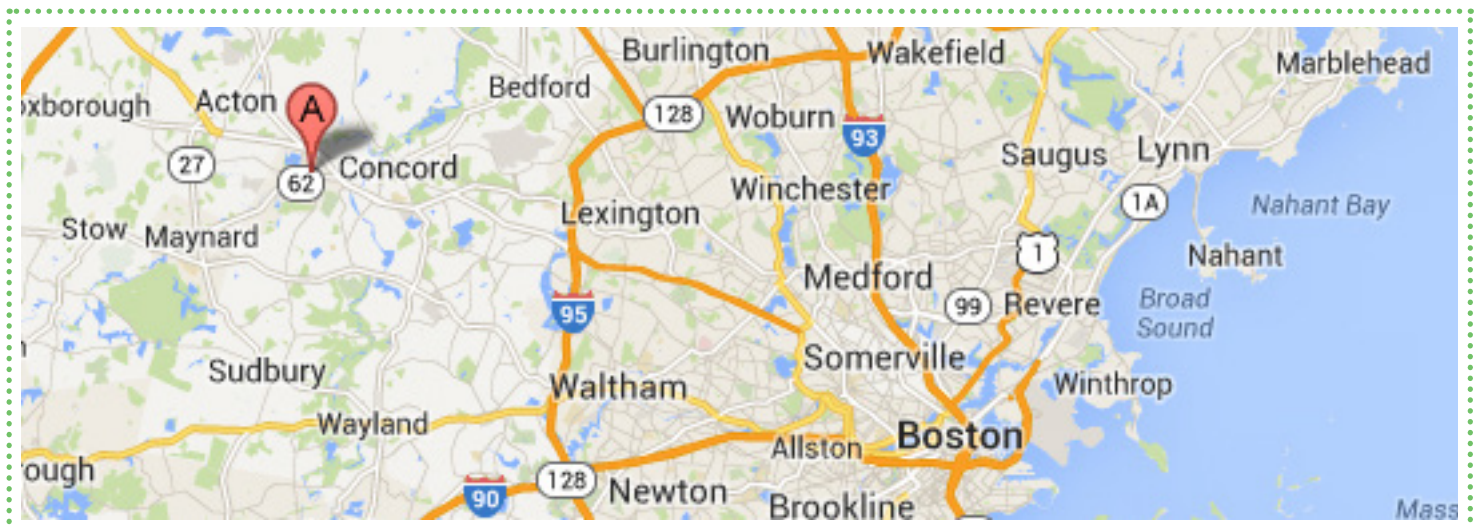 Burlington
Wakefield
Marblehead
Bedford
oxborough
Acton
A
128
Woburn
93
Saugus
Lynn
27
62
Concord
Winchester
1A
Nahant Bay
Lexington
Stow
Maynard
1
Nahant
Medford
95
99
Revere
Broad
Sound
Sudbury
Somerville
Waltham
Winthrop
Wayland
Boston
Allston
ough
128
90
Newton
Brookline
Mass